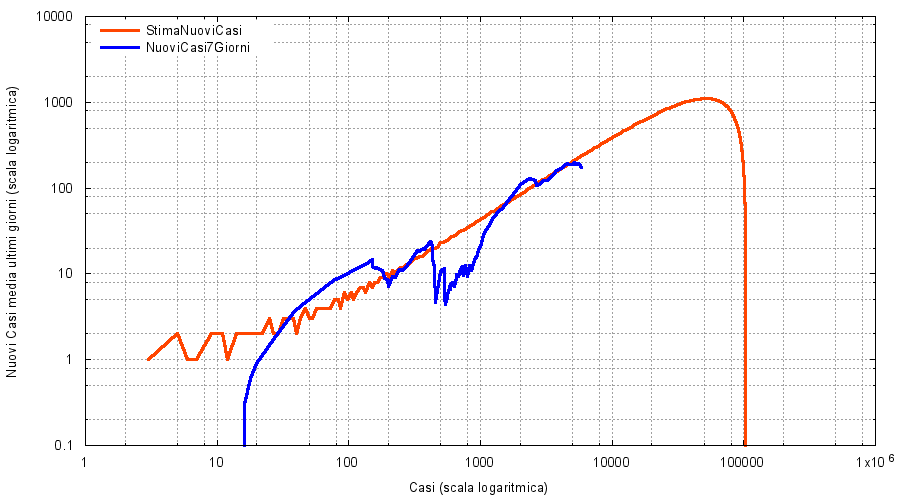 10000
StimaNuoviCasi
NuoviCasi7Giorni
1000
100
10
1
0.1
Nuovi Casi media ultimi giorni (scala logaritmica)
1
10
100
1000
10000
100000
1x10 6
Casi (scala logaritmica)